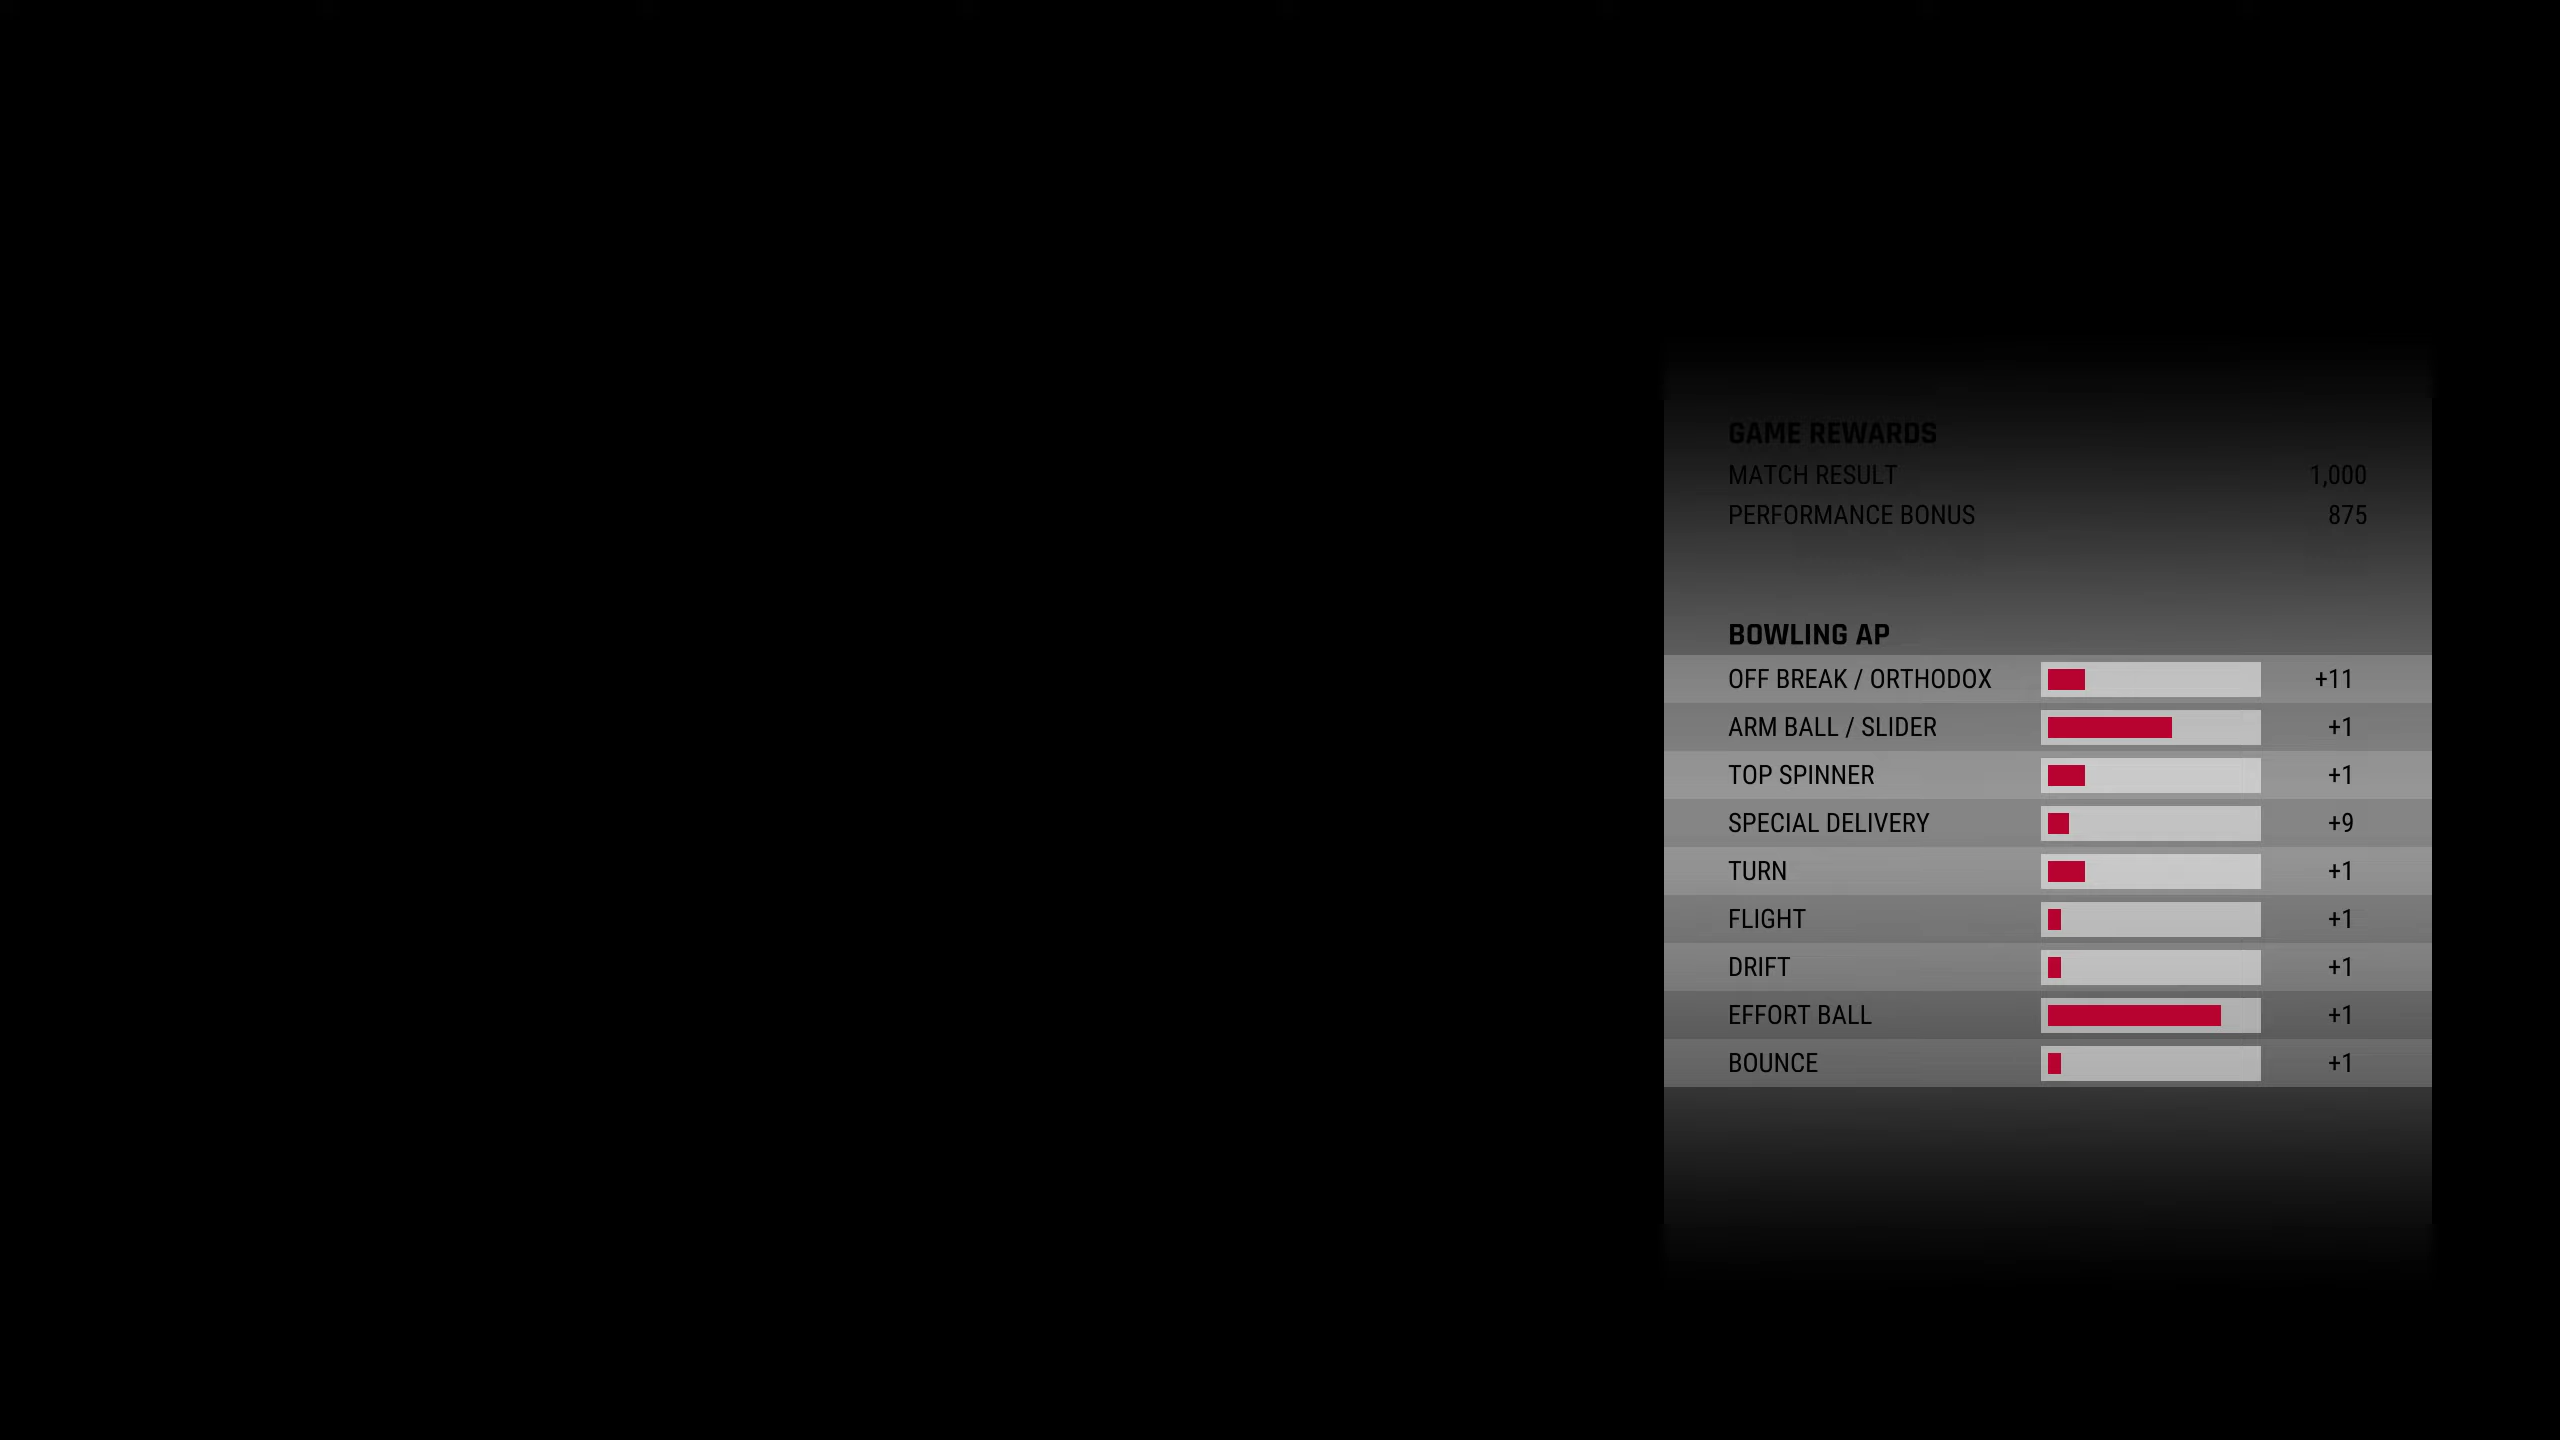 GAME REWARDS
MATCH RESULT 1,000
PERFORMANCE BONUS 875
BOWLING AP
OFF BREAK / ORTHODOX +11
ARM BALL / SLIDER +1
TOP SPINNER +1
SPECIAL DELIVERY +9
TURN +1
FLIGHT +1
DRIFT +1
EFFORT BALL +1
BOUNCE +1